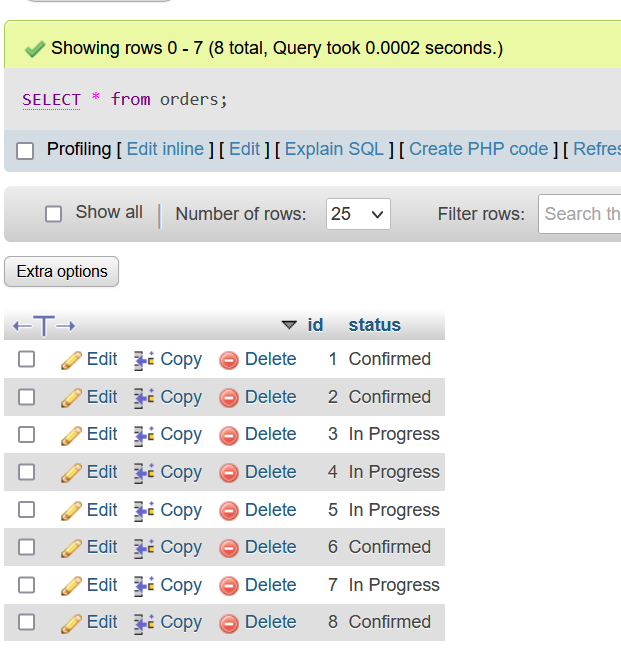 Showing rows 0 - 7 (8 total, Query took 0.0002 seconds.)
SELECT * from orders;
Profiling [ Edit inline ] [ Edit ] [ Explain SQL ] [ Create PHP code ] [ Refres
Show all | Number of rows: 25 Filter rows: Search th
Extra options
id status
Edit Copy Delete 1 Confirmed
Edit Copy Delete 2 Confirmed
Edit Copy Delete 3 In Progress
Edit Copy Delete 4 In Progress
Edit Copy Delete 5 In Progress
Edit Copy Delete 6 Confirmed
Edit Copy Delete 7 In Progress
Edit Copy Delete 8 Confirmed